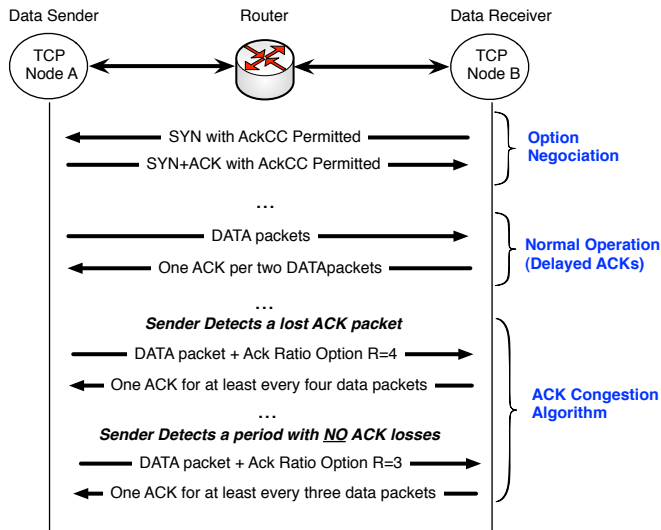 Data Sender
Router
Data Receiver
TCP
Node A
TCP
Node B
SYN with AckCC Permitted
SYN+ACK with AckCC Permitted
Option
Negociation
...
DATA packets
One ACK per two DATApackets
Normal Operation
(Delayed ACKs)
...
Sender Detects a lost ACK packet
DATA packet + Ack Ratio Option R=4
One ACK for at least every four data packets
...
Sender Detects a period with NO ACK losses
DATA packet + Ack Ratio Option R=3
One ACK for at least every three data packets
ACK Congestion
Algorithm